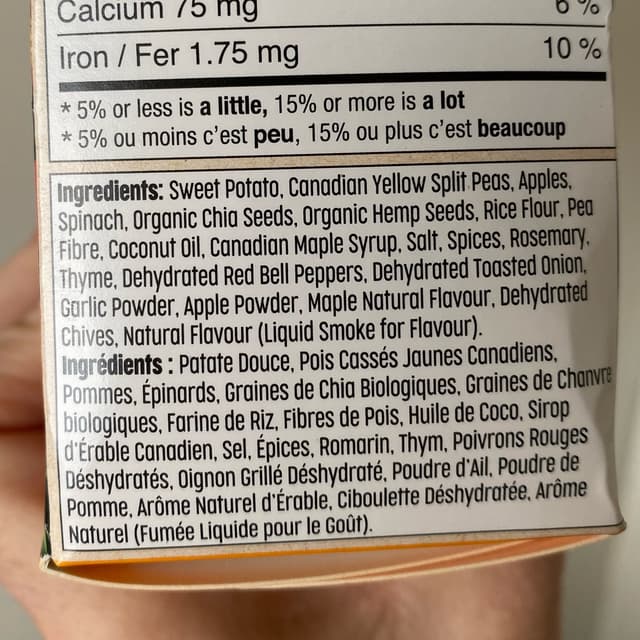 Calcium 75 mg 6 %
Iron / Fer 1.75 mg 10 %
* 5% or less is a little, 15% or more is a lot
* 5% ou moins c'est peu, 15% ou plus c'est beaucoup
Ingredients: Sweet Potato, Canadian Yellow Split Peas, Apples,
Spinach, Organic Chia Seeds, Organic Hemp Seeds, Rice Flour, Pea
Fibre, Coconut Oil, Canadian Maple Syrup, Salt, Spices, Rosemary,
Thyme, Dehydrated Red Bell Peppers, Dehydrated Toasted Onion,
Garlic Powder, Apple Powder, Maple Natural Flavour, Dehydrated
Chives, Natural Flavour (Liquid Smoke for Flavour).
Ingrédients : Patate Douce, Pois Cassés Jaunes Canadiens,
Pommes, Épinards, Graines de Chia Biologiques, Graines de Chanvre
biologiques, Farine de Riz, Fibres de Pois, Huile de Coco, Sirop
d'Érable Canadien, Sel, Épices, Romarin, Thym, Poivrons Rouges
Déshydratés, Oignon Grillé Déshydraté, Poudre d'Ail, Poudre de
Pomme, Arôme Naturel d'Érable, Ciboulette Déshydratée, Arôme
Naturel (Fumée Liquide pour le Goût).